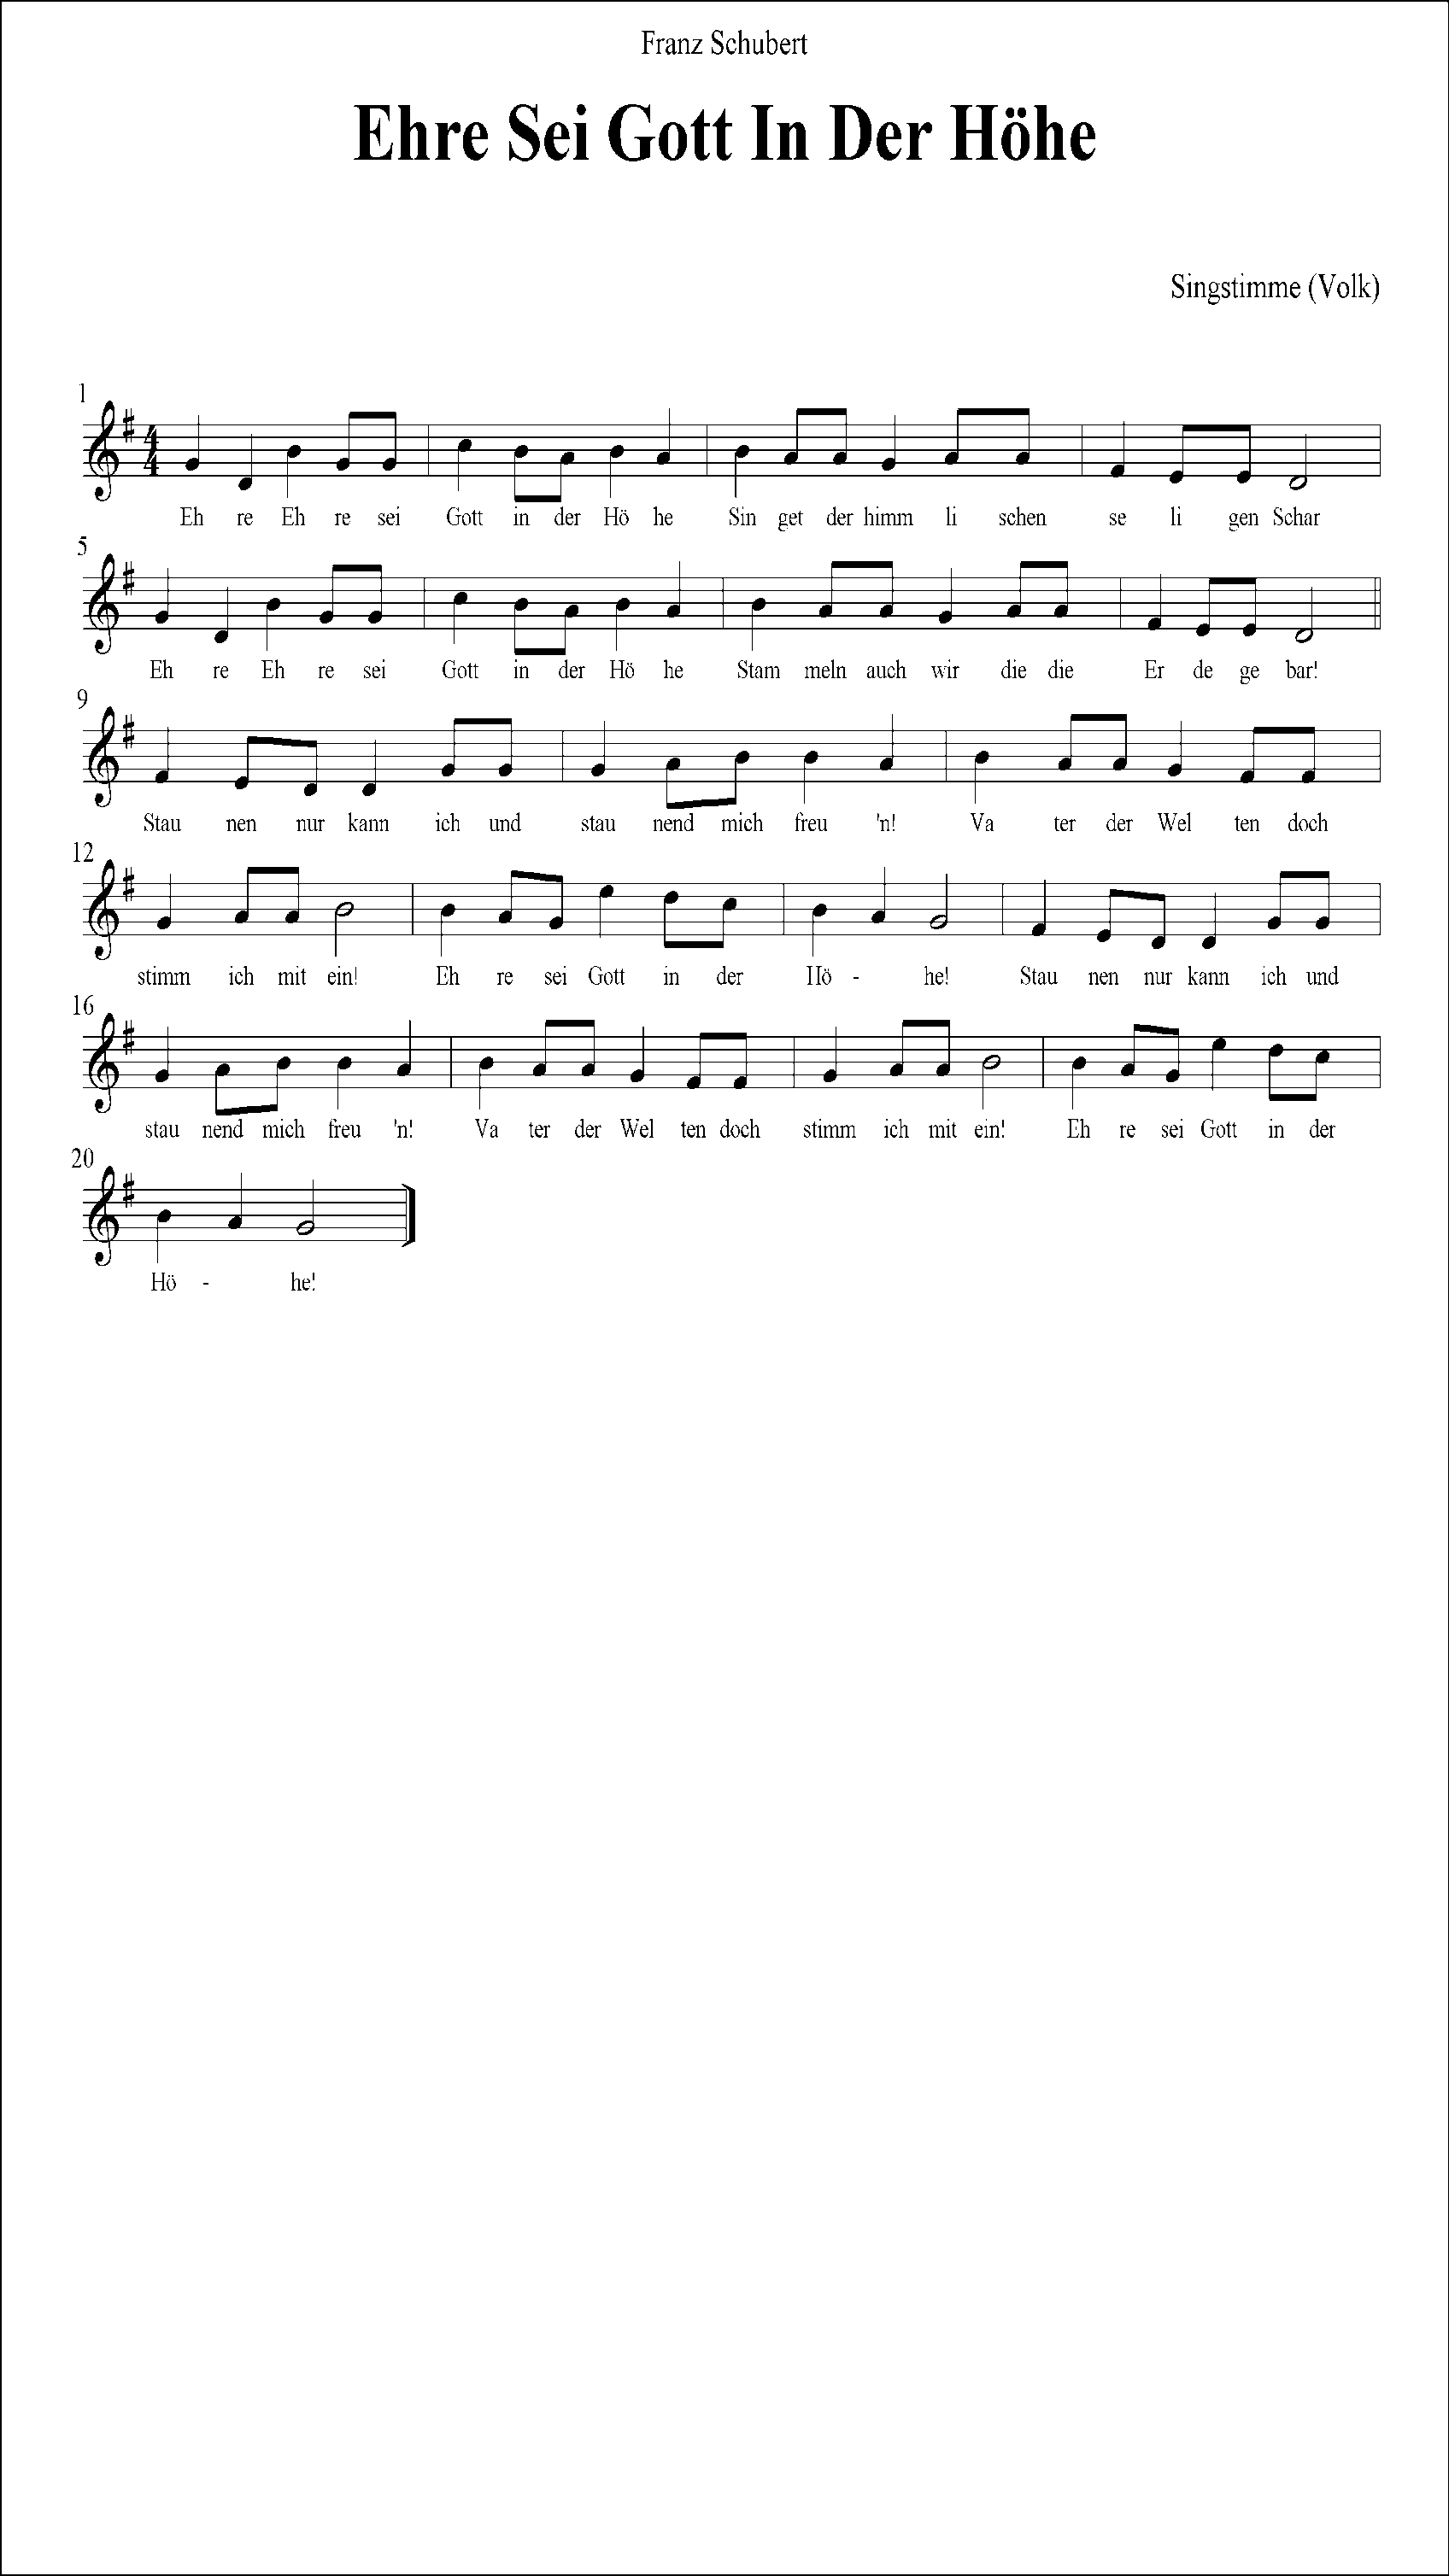 Franz Schubert
Ehre Sei Gott In Der Höhe
Singstimme (Volk)
1
4
4
Eh re Eh re sei Gott in der Hö he Sin get der himm li schen se li gen Schar
5
Eh re Eh re sei Gott in der Hö he Stam meln auch wir die die Er de ge bar!
9
Stau nen nur kann ich und stau nend mich freu 'n! Va ter der Wel ten doch
12
stimm ich mit ein! Eh re sei Gott in der Hö - he! Stau nen nur kann ich und
16
stau nend mich freu 'n! Va ter der Wel ten doch stimm ich mit ein! Eh re sei Gott in der
20
Hö - he!